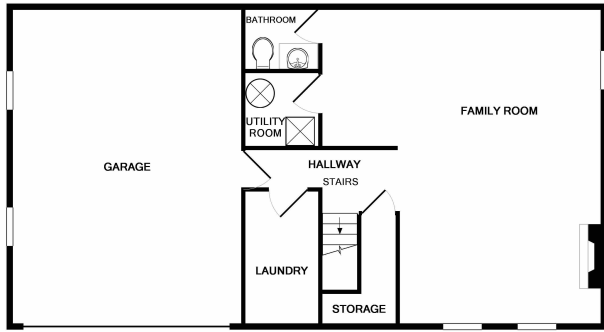 BATHROOM
FAMILY ROOM
UTILITY
ROOM
GARAGE
HALLWAY
STAIRS
LAUNDRY
STORAGE